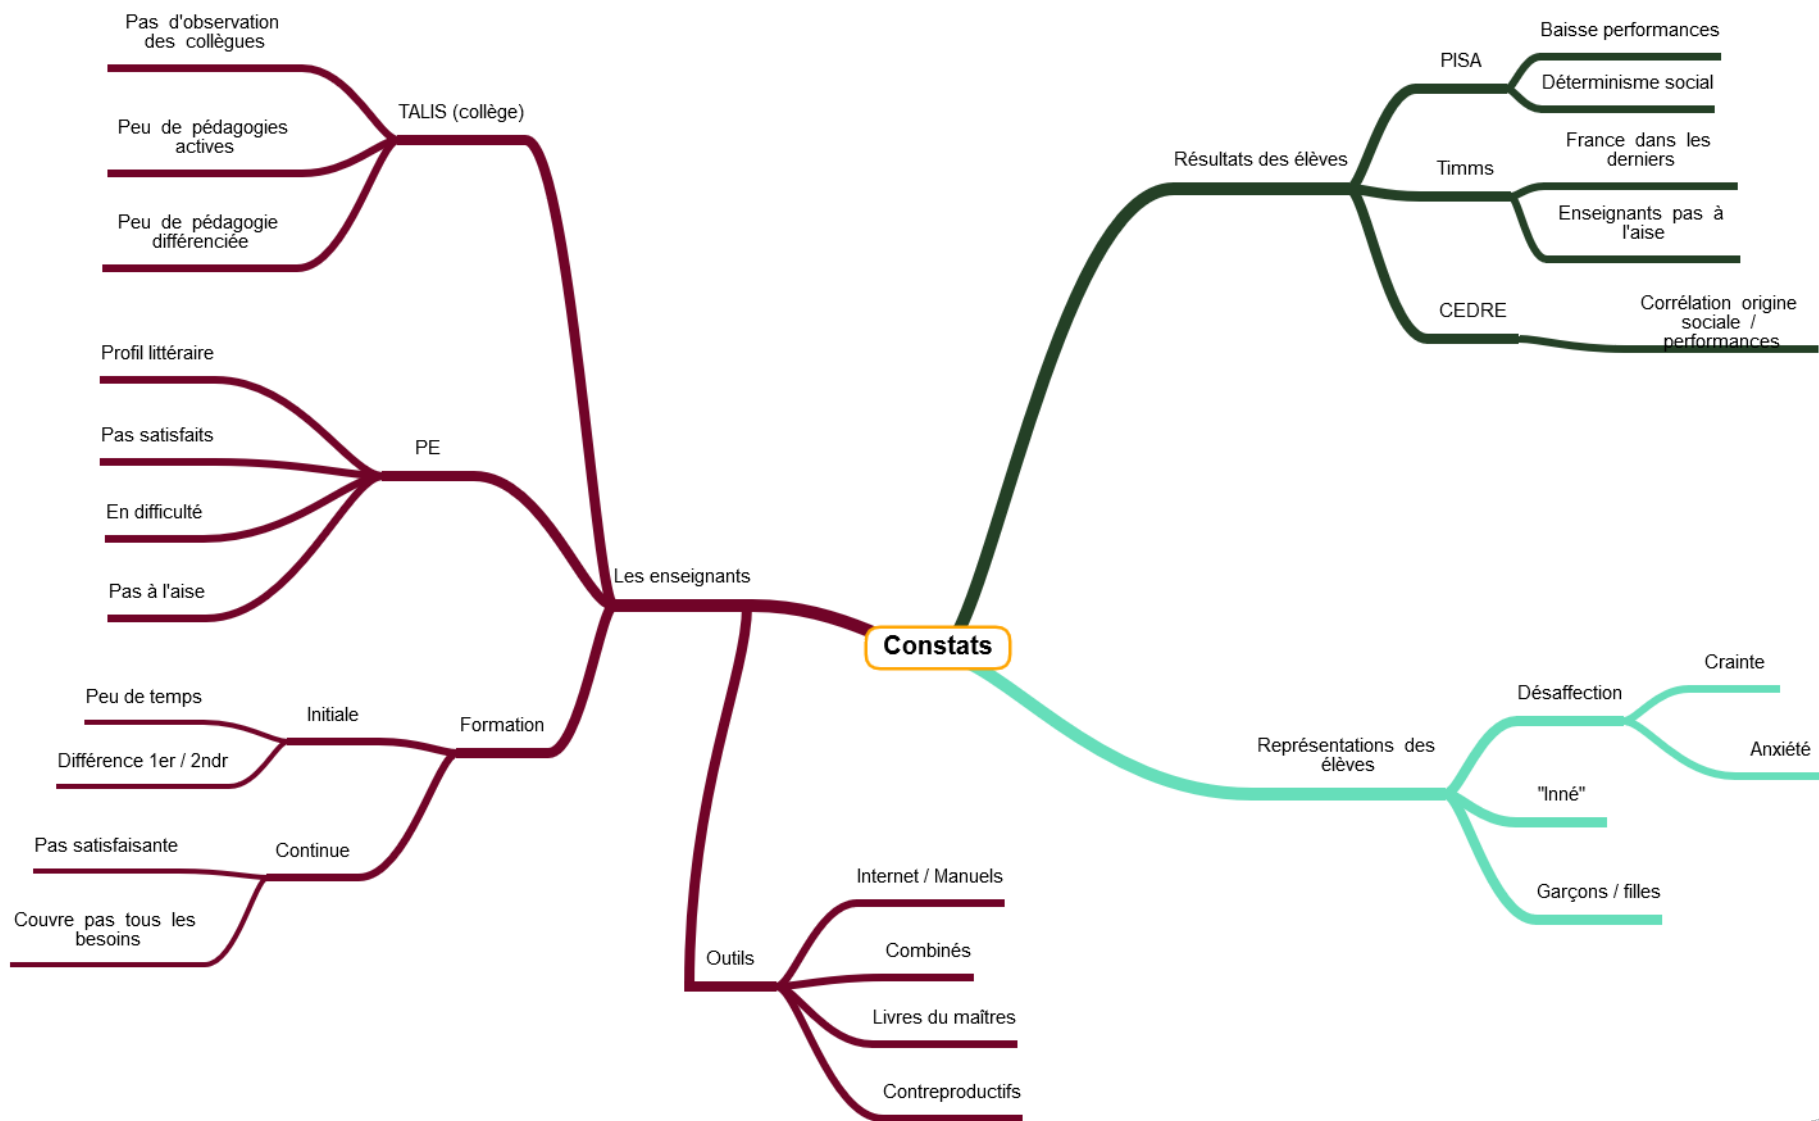 Constats
Résultats des élèves
PISA
Baisse performances
Déterminisme social
Timms
France dans les
derniers
Enseignants pas à
l'aise
CEDRE
Corrélation origine
sociale /
performances
Représentations des
élèves
Désaffection
Crainte
Anxiété
"Inné"
Garçons / filles
Les enseignants
TALIS (collège)
Pas d'observation
des collègues
Peu de pédagogies
actives
Peu de pédagogie
différenciée
PE
Profil littéraire
Pas satisfaits
En difficulté
Pas à l'aise
Formation
Initiale
Peu de temps
Différence 1er / 2ndr
Continue
Pas satisfaisante
Couvre pas tous les
besoins
Outils
Internet / Manuels
Combinés
Livres du maîtres
Contreproductifs